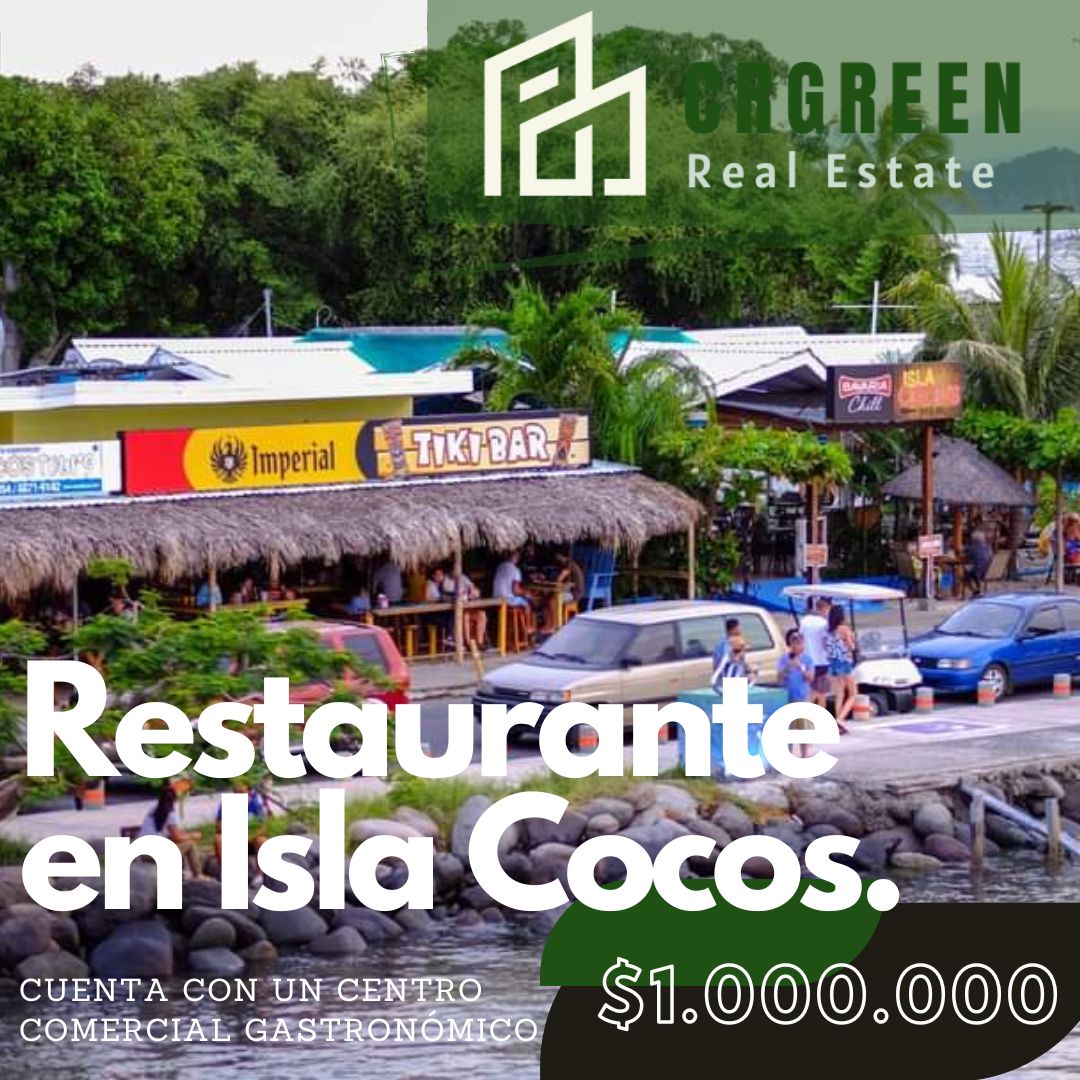 CRGREEN
Real Estate
BAVARIA
Chill
ISLA
Imperial
TIKI BAR
Restaurante
en Isla Cocos.
CUENTA CON UN CENTRO
COMERCIAL GASTRONÓMICO
$1.000.000